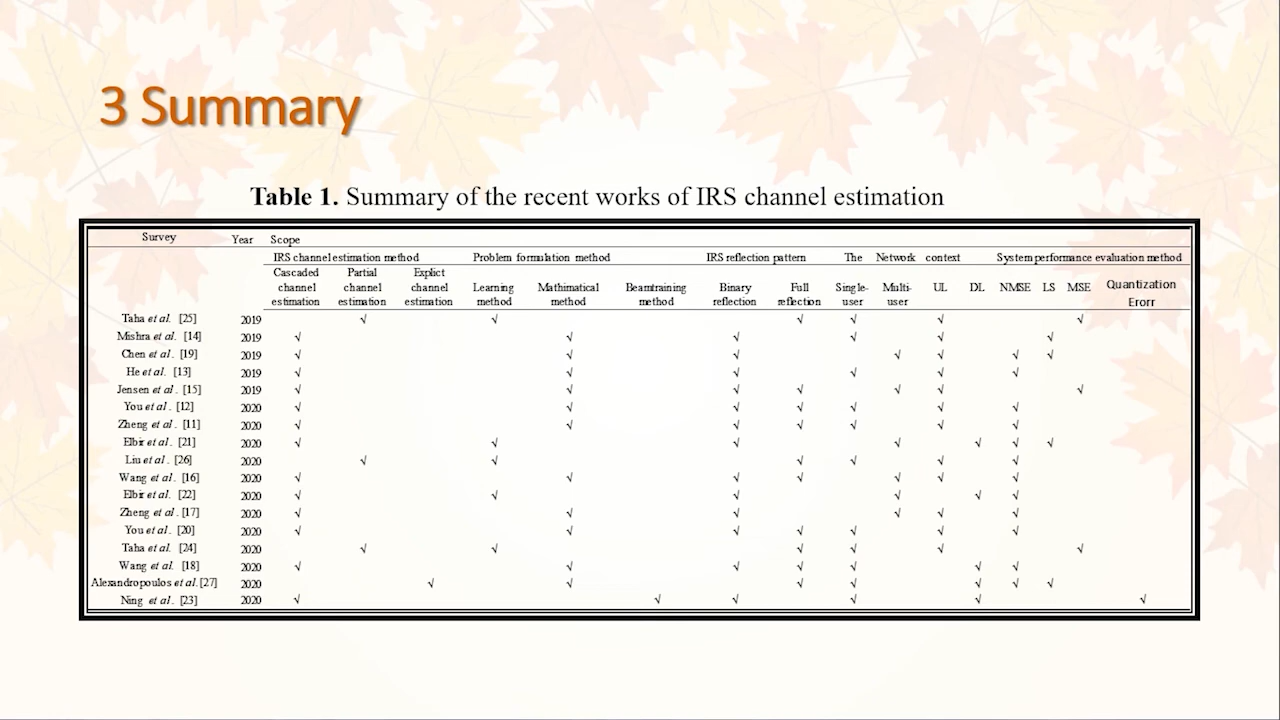 3 Summary
Table 1. Summary of the recent works of IRS channel estimation
Survey Year Scope
IRS channel estimation method Problem formulation method IRS reflection pattern The Network context System performance evaluation method
Cascaded channel estimation Partial channel estimation Explict channel estimation Learning method Mathimatical method Beamtraining method Binary reflection Full reflection Single-user Multi-user UL DL NMSE LS MSE Quantization Erorr
Taha et al. [25] 2019 √ √ √ √ √ √
Mishra et al. [14] 2019 √ √ √ √ √ √
Chen et al. [19] 2019 √ √ √ √ √ √ √
He et al. [13] 2019 √ √ √ √ √ √
Jensen et al. [15] 2019 √ √ √ √ √ √ √
You et al. [12] 2020 √ √ √ √ √ √ √
Zheng et al. [11] 2020 √ √ √ √ √ √ √
Elbir et al. [21] 2020 √ √ √ √ √ √ √
Liu et al. [26] 2020 √ √ √ √ √ √
Wang et al. [16] 2020 √ √ √ √ √ √ √
Elbir et al. [22] 2020 √ √ √ √ √ √
Zheng et al. [17] 2020 √ √ √ √ √ √
You et al. [20] 2020 √ √ √ √ √ √ √
Taha et al. [24] 2020 √ √ √ √ √ √
Wang et al. [18] 2020 √ √ √ √ √ √ √
Alexandropoulos et al.[27] 2020 √ √ √ √ √ √ √
Ning et al. [23] 2020 √ √ √ √ √ √